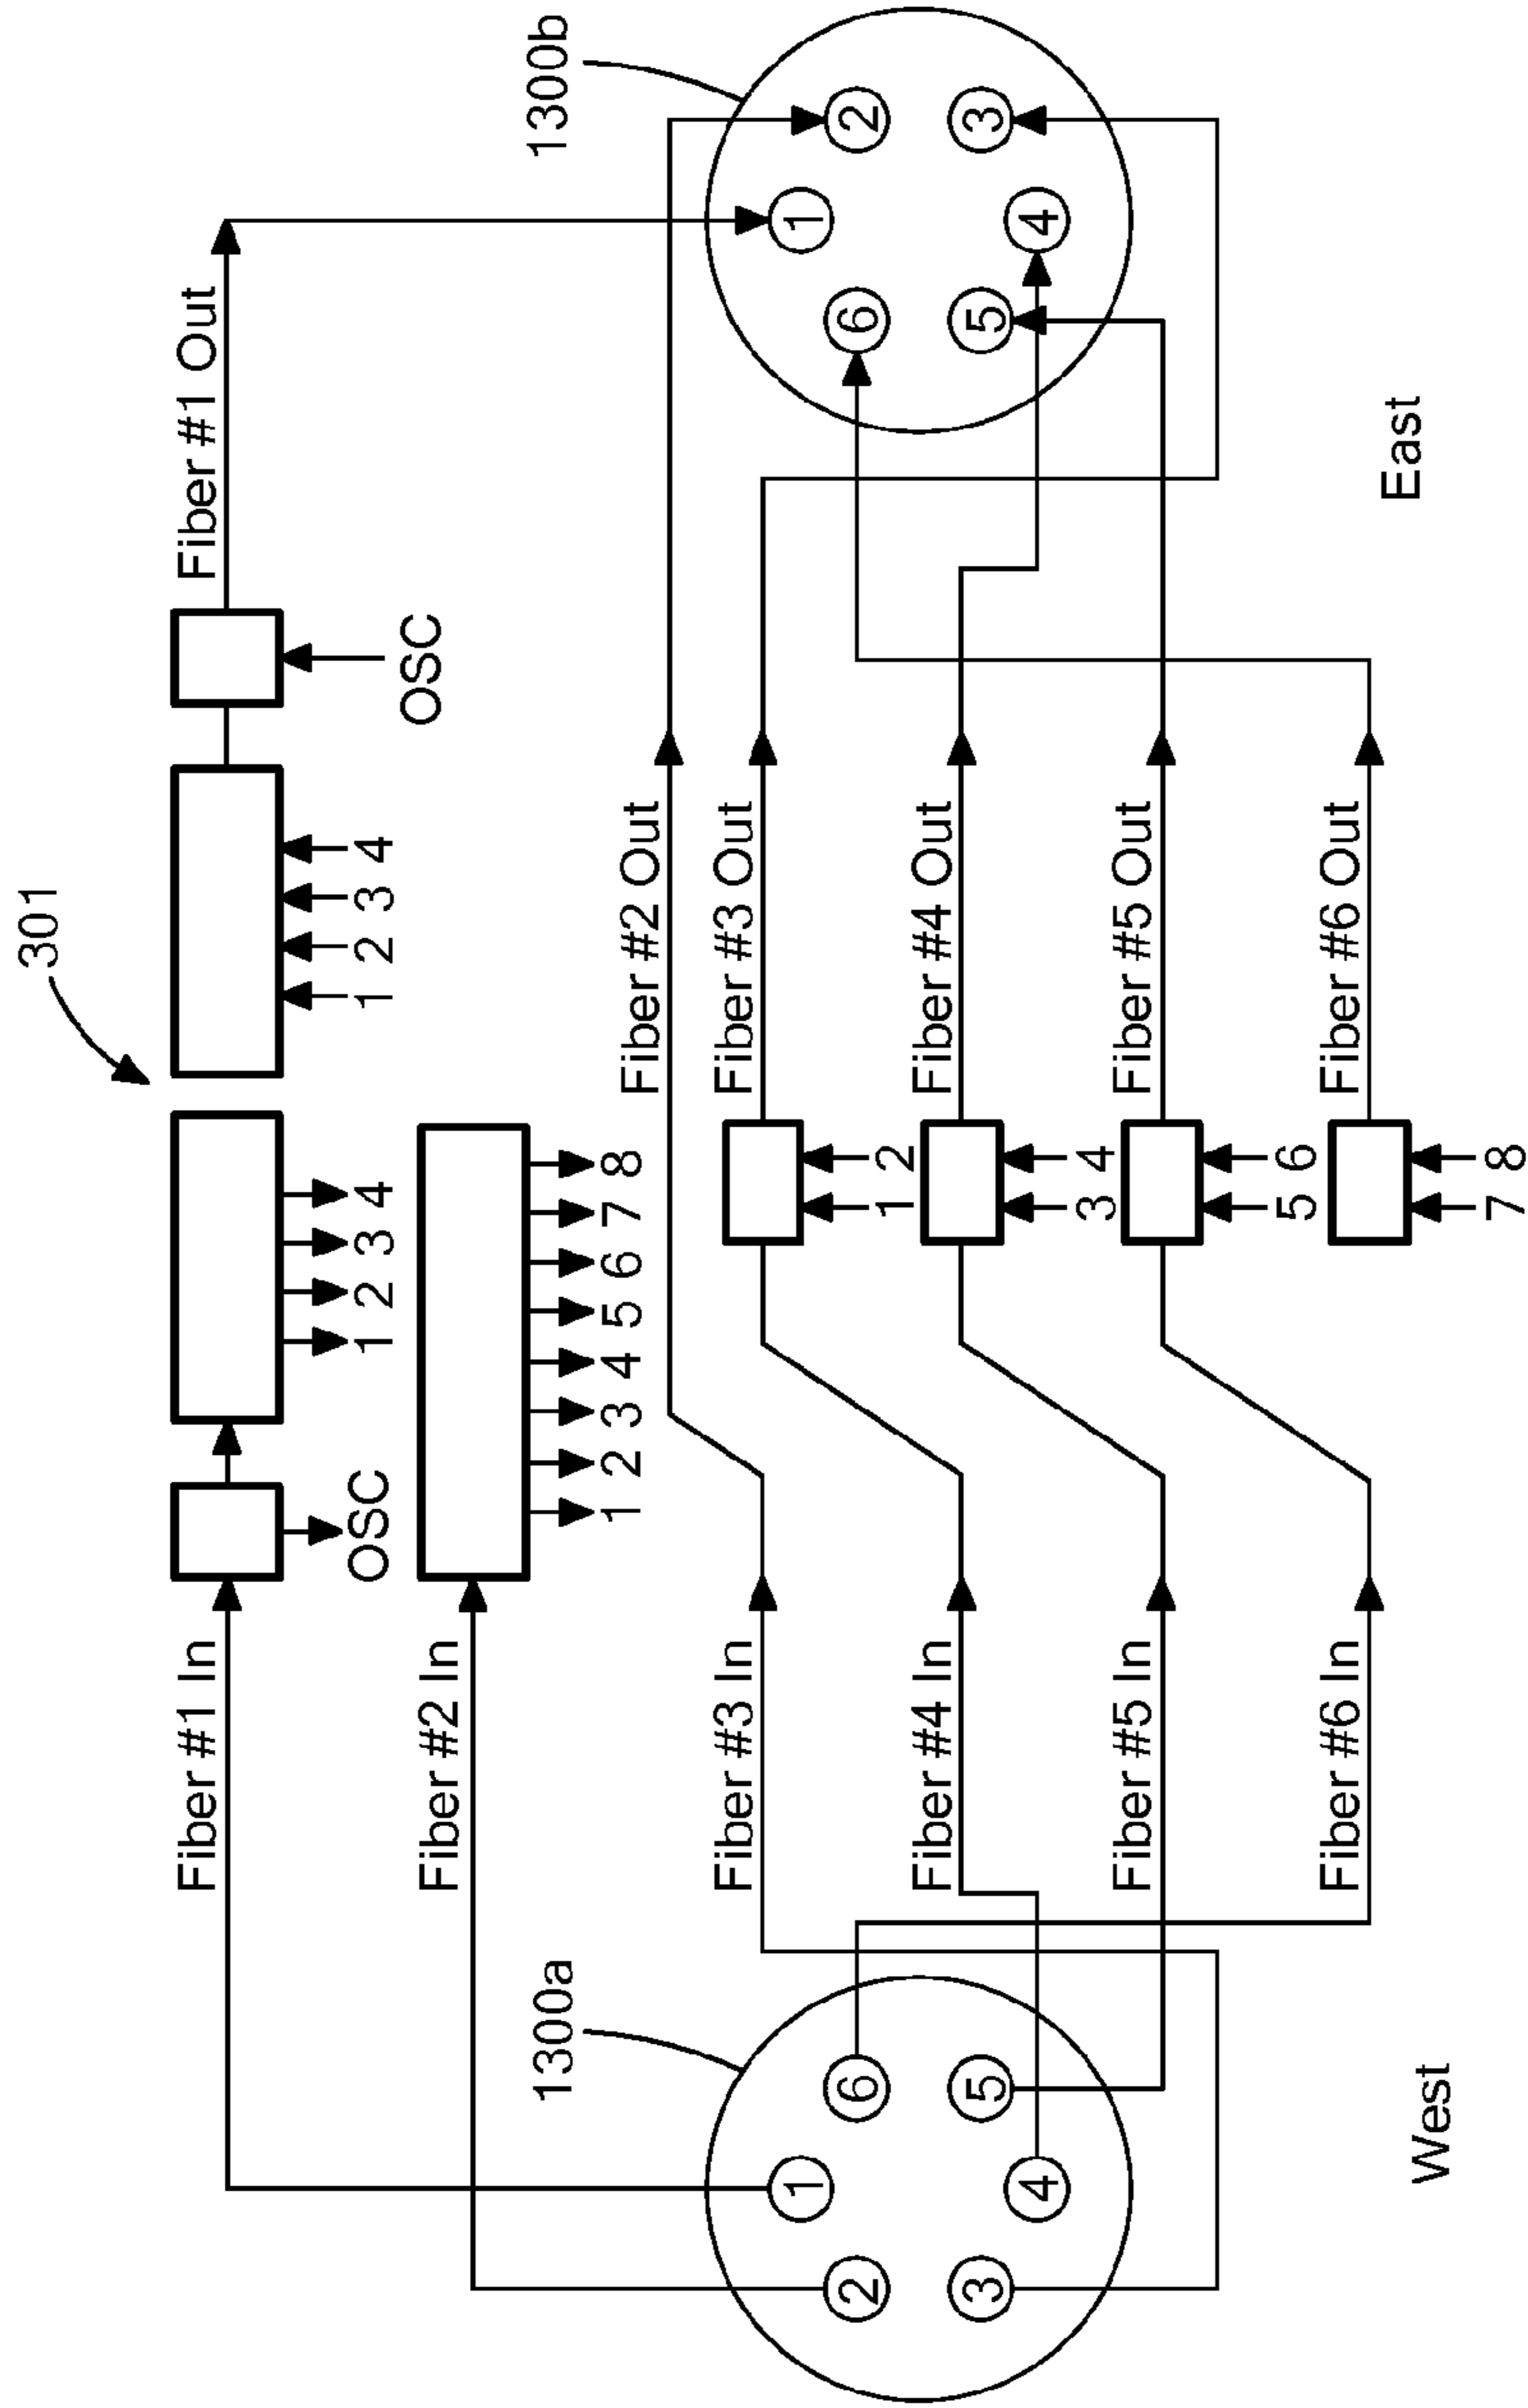 301
Fiber #1 In
OSC
1 2 3 4
1 2 3 4
OSC
Fiber #1 Out
Fiber #2 In
1 2 3 4 5 6 7 8
1300a
1
2
3
4
5
6
West
1300b
1
2
3
4
5
6
East
Fiber #2 Out
Fiber #3 In
1 2
Fiber #3 Out
Fiber #4 In
3 4
Fiber #4 Out
Fiber #5 In
5 6
Fiber #5 Out
Fiber #6 In
7 8
Fiber #6 Out